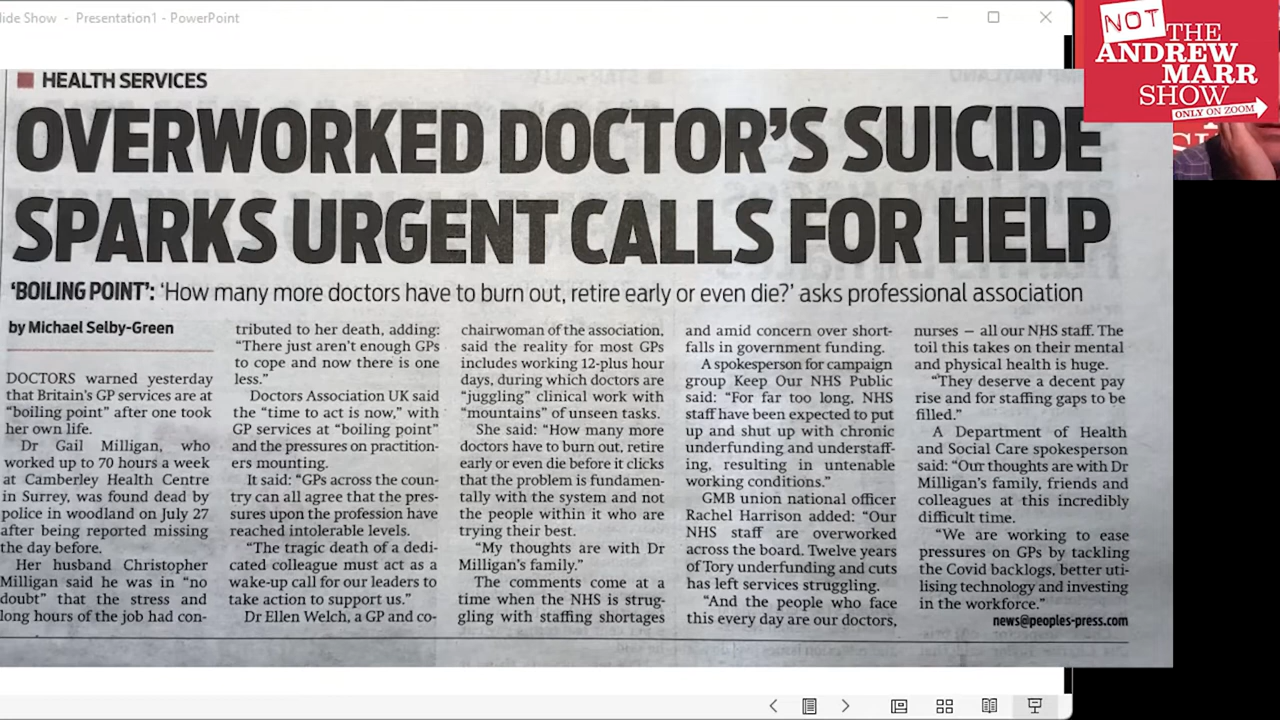 lide Show - Presentation1 - PowerPoint
NOT
THE
ANDREW
MARR
SHOW
ONLY ON ZOOM
HEALTH SERVICES
OVERWORKED DOCTOR'S SUICIDE
SPARKS URGENT CALLS FOR HELP
'BOILING POINT': 'How many more doctors have to burn out, retire early or even die?' asks professional association
by Michael Selby-Green
DOCTORS warned yesterday
that Britain's GP services are at
"boiling point" after one took
her own life.
Dr Gail Milligan, who
worked up to 70 hours a week
at Camberley Health Centre
in Surrey, was found dead by
police in woodland on July 27
after being reported missing
the day before.
Her husband Christopher
Milligan said he was in "no
doubt" that the stress and
long hours of the job had con-
tributed to her death, adding:
"There just aren't enough GPs
to cope and now there is one
less."
Doctors Association UK said
the "time to act is now," with
GP services at "boiling point"
and the pressures on practition-
ers mounting.
It said: "GPs across the coun-
try can all agree that the pres-
sures upon the profession have
reached intolerable levels.
"The tragic death of a dedi-
cated colleague must act as a
wake-up call for our leaders to
take action to support us."
Dr Ellen Welch, a GP and co-
chairwoman of the association,
said the reality for most GPs
includes working 12-plus hour
days, during which doctors are
"juggling" clinical work with
"mountains" of unseen tasks.
She said: "How many more
doctors have to burn out, retire
early or even die before it clicks
that the problem is fundamen-
tally with the system and not
the people within it who are
trying their best.
"My thoughts are with Dr
Milligan's family."
The comments come at a
time when the NHS is strug-
gling with staffing shortages
and amid concern over short-
falls in government funding.
A spokesperson for campaign
group Keep Our NHS Public
said: "For far too long, NHS
staff have been expected to put
up and shut up with chronic
underfunding and understaff-
ing, resulting in untenable
working conditions."
GMB union national officer
Rachel Harrison added: "Our
NHS staff are overworked
across the board. Twelve years
of Tory underfunding and cuts
has left services struggling.
"And the people who face
this every day are our doctors,
nurses – all our NHS staff. The
toil this takes on their mental
and physical health is huge.
"They deserve a decent pay
rise and for staffing gaps to be
filled."
A Department of Health
and Social Care spokesperson
said: "Our thoughts are with Dr
Milligan's family, friends and
colleagues at this incredibly
difficult time.
"We are working to ease
pressures on GPs by tackling
the Covid backlogs, better uti-
lising technology and investing
in the workforce."
news@peoples-press.com